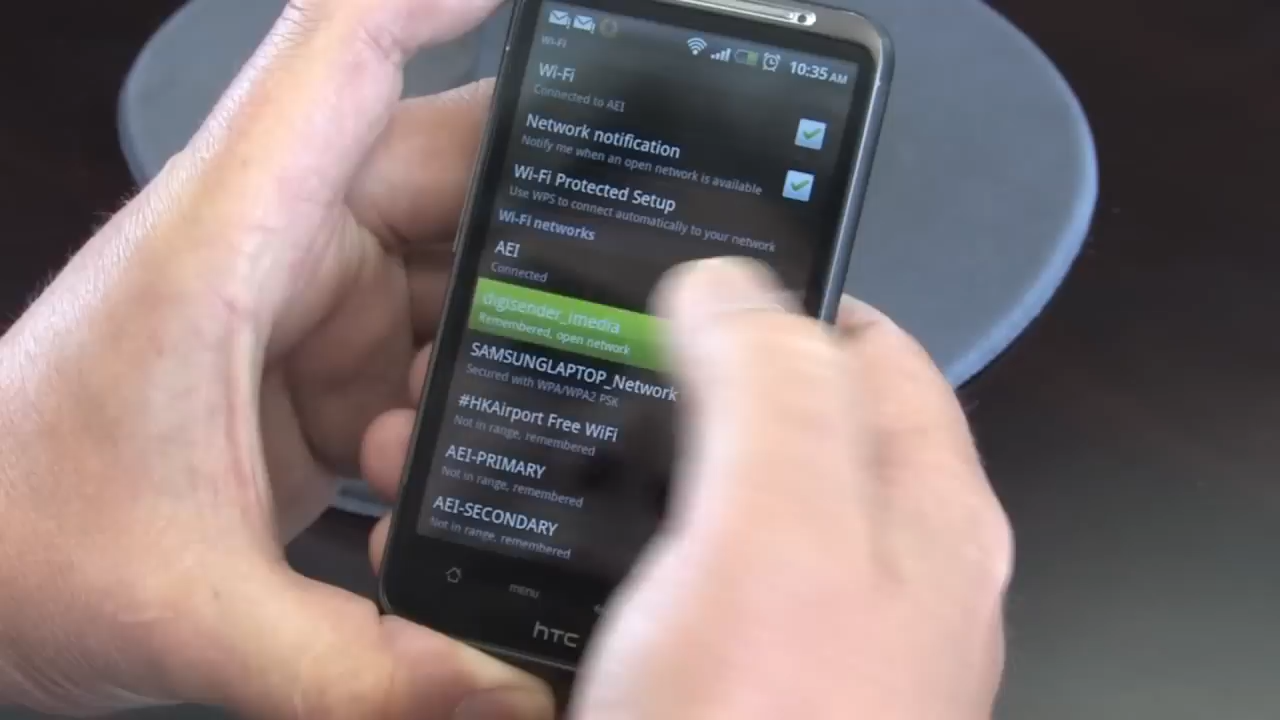 10:35 AM
Wi-Fi
Wi-Fi
Connected to AEI
Network notification
Notify me when an open network is available
Wi-Fi Protected Setup
Use WPS to connect automatically to your network
Wi-Fi networks
AEI
Connected
digisender_imedia
Remembered, open network
SAMSUNGLAPTOP_Network
Secured with WPA/WPA2 PSK
#HKAirport Free WiFi
Not in range, remembered
AEI-PRIMARY
Not in range, remembered
AEI-SECONDARY
Not in range, remembered
menu
hTC